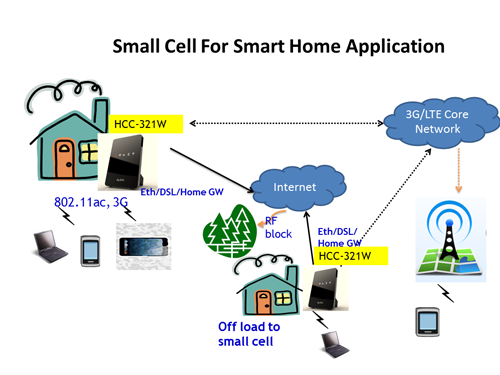 Small Cell For Smart Home Application
HCC-321W
3G/LTE Core
Network
Eth/DSL/Home GW
802.11ac, 3G
Internet
RF
block
Eth/DSL/
Home GW
HCC-321W
Off load to
small cell